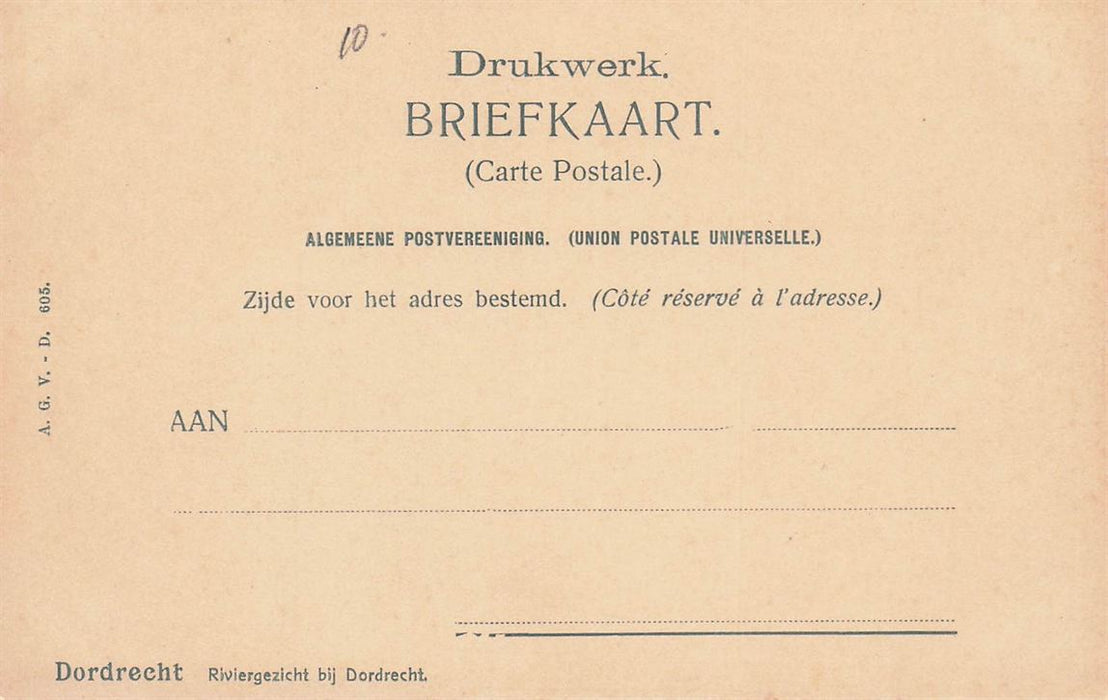 10.
Drukwerk.
BRIEFKAART.
(Carte Postale.)
ALGEMEENE POSTVEREENIGING. (UNION POSTALE UNIVERSELLE.)
Zijde voor het adres bestemd. (Côté réservé à l'adresse.)
A. G. V. - D. 605.
AAN
Dordrecht Riviergezicht bij Dordrecht.